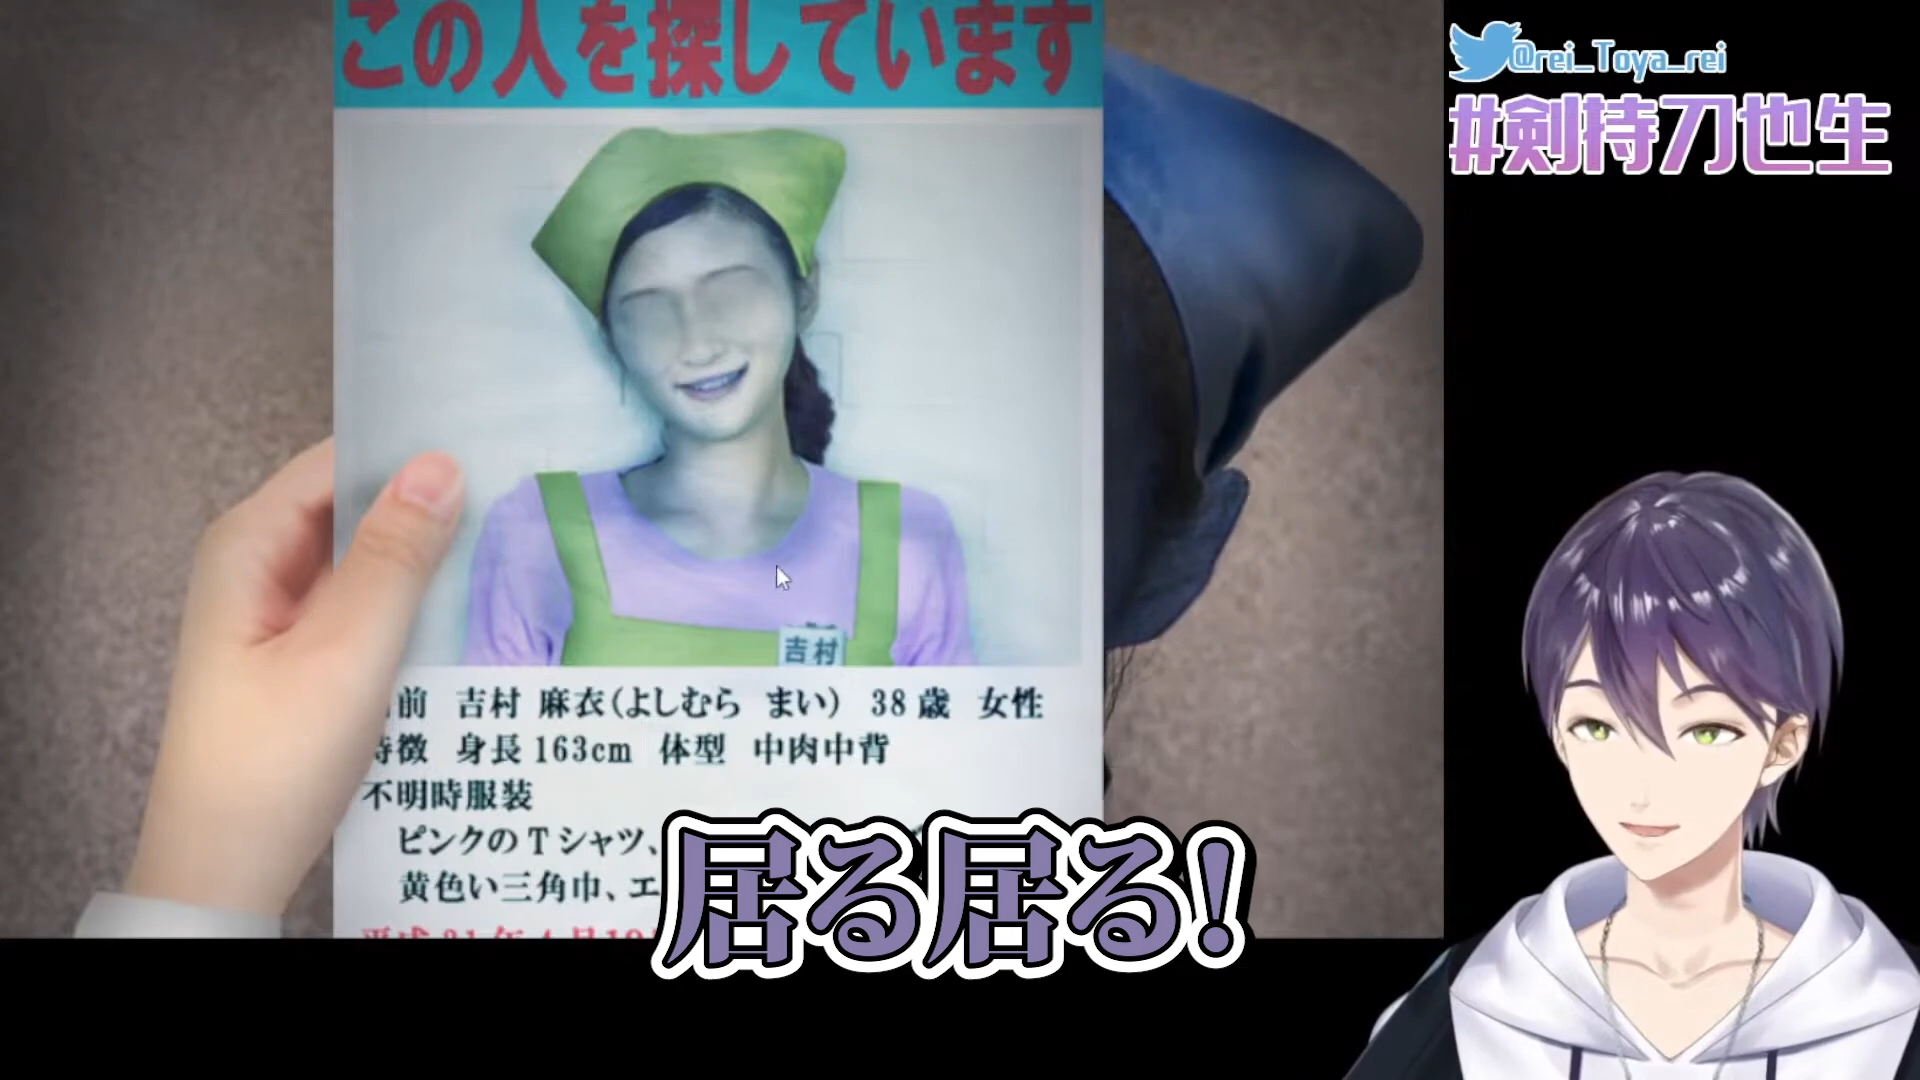 この人を探しています
@rei_Toya_rei
#剣持刀也生
吉村
前 吉村 麻衣(よしむら まい) 38歳 女性
特徴 身長163cm 体型 中肉中背
不明時服装
ピンクのTシャツ、
黄色い三角巾、エ
居る居る!